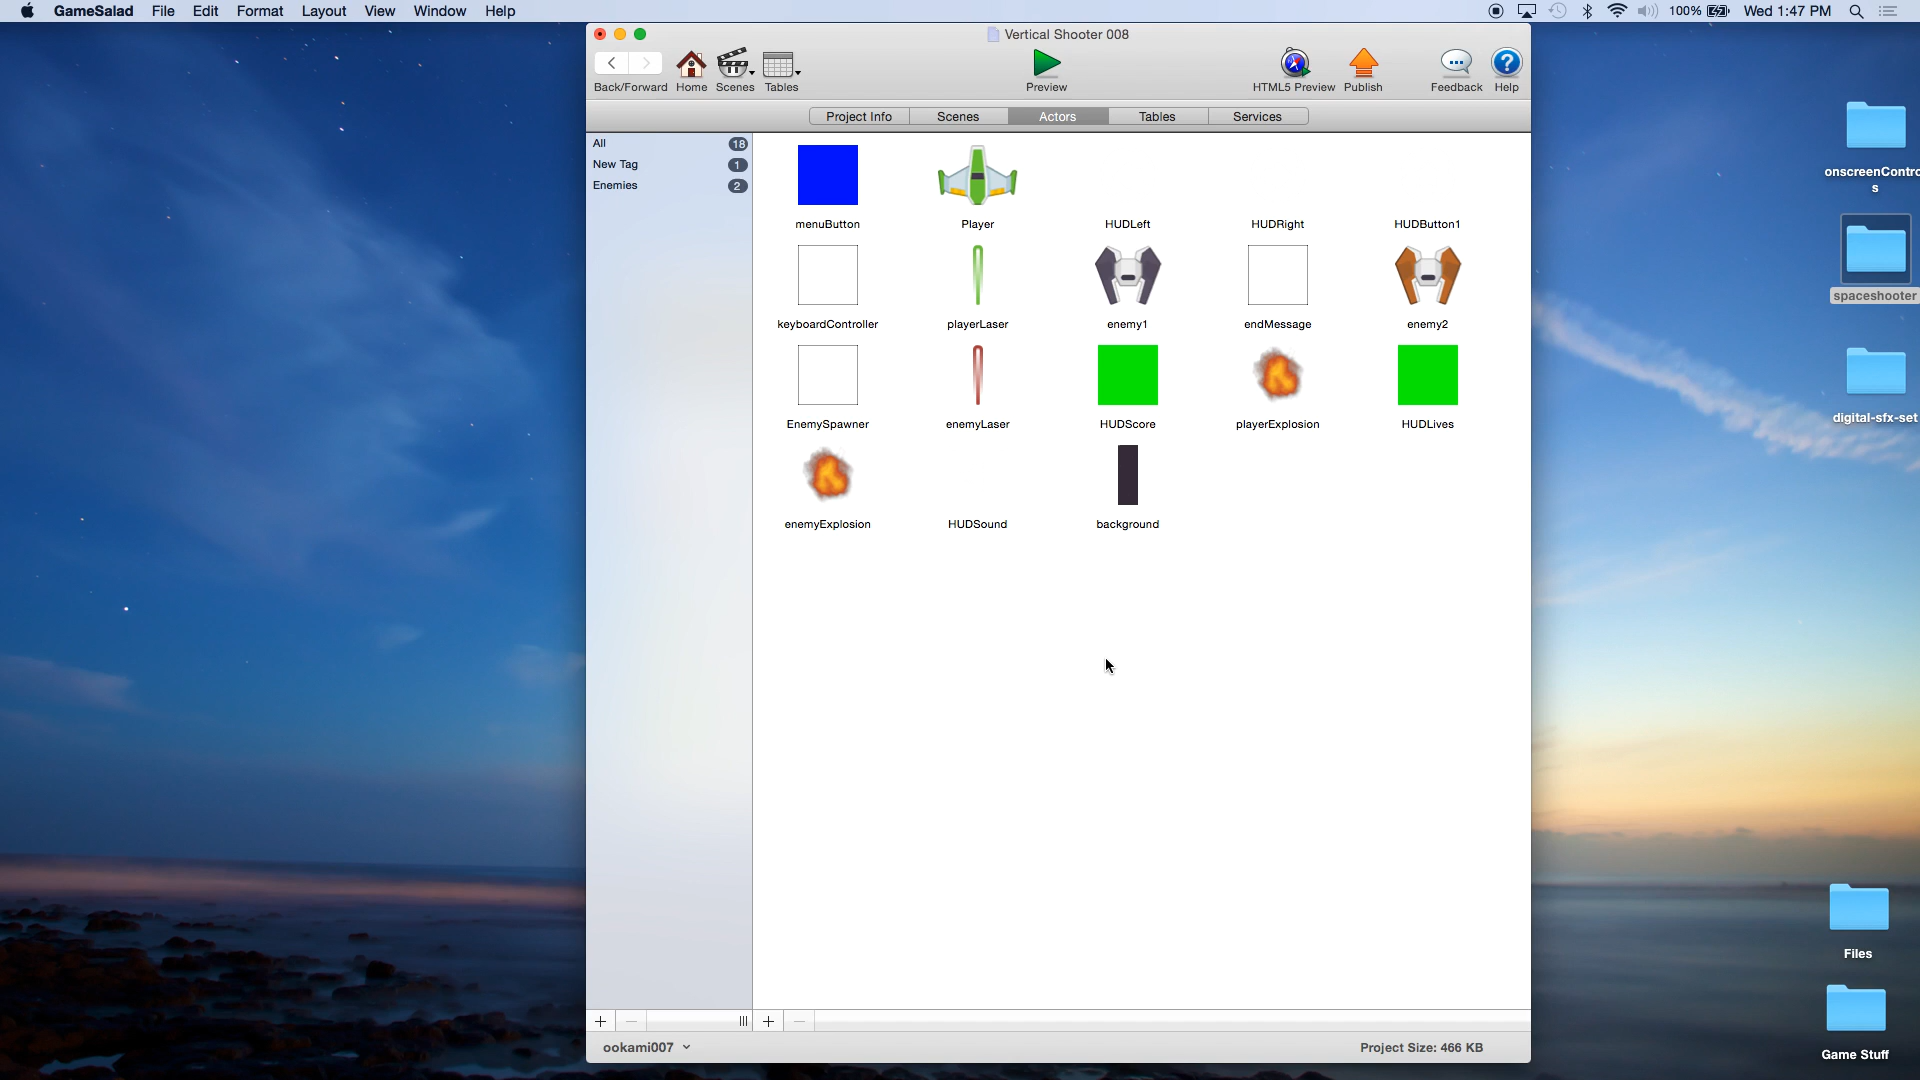 GameSalad File Edit Format Layout View Window Help
100% Wed 1:47 PM
Vertical Shooter 008
Back/Forward Home Scenes Tables Preview HTML5 Preview Publish Feedback Help
Project Info Scenes Actors Tables Services
All 18
New Tag 1
Enemies 2
menuButton Player HUDLeft HUDRight HUDButton1
keyboardController playerLaser enemy1 endMessage enemy2
EnemySpawner enemyLaser HUDScore playerExplosion HUDLives
enemyExplosion HUDSound background
ookami007
Project Size: 466 KB
onscreenContro
s
spaceshooter
digital-sfx-set
Files
Game Stuff